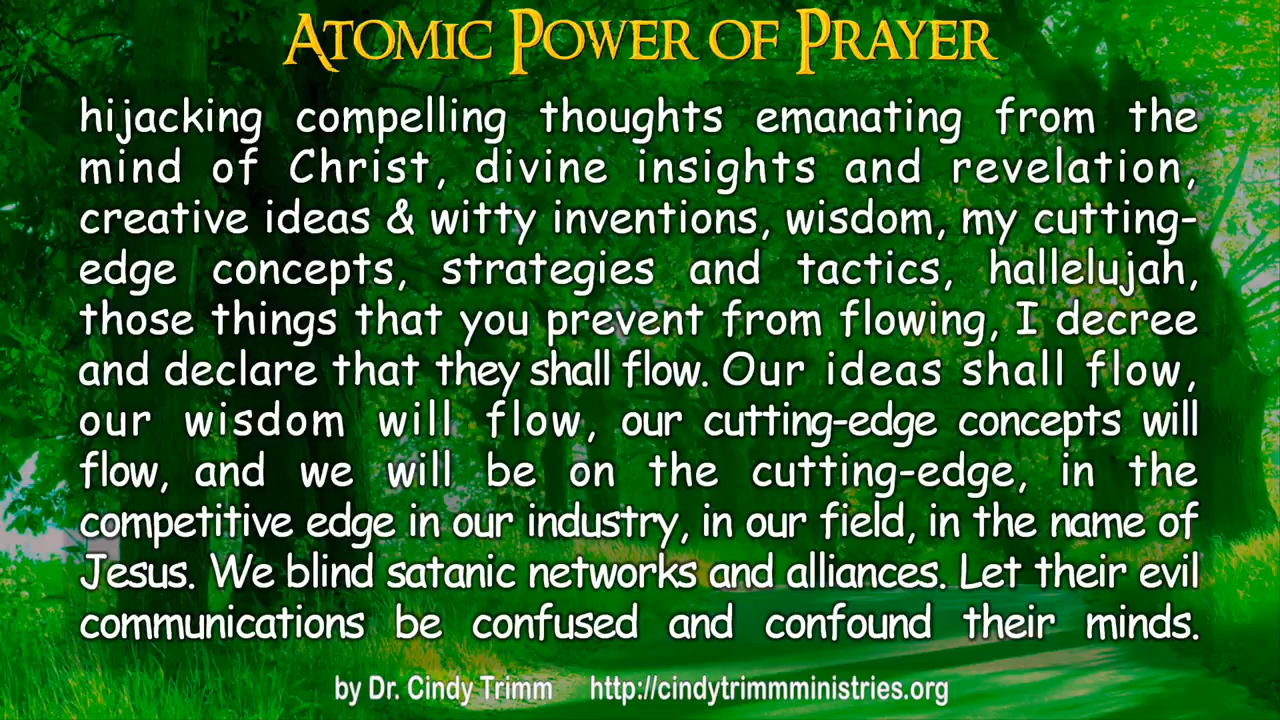 Atomic Power of Prayer
hijacking compelling thoughts emanating from the
mind of Christ, divine insights and revelation,
creative ideas & witty inventions, wisdom, my cutting-
edge concepts, strategies and tactics, hallelujah,
those things that you prevent from flowing, I decree
and declare that they shall flow. Our ideas shall flow,
our wisdom will flow, our cutting-edge concepts will
flow, and we will be on the cutting-edge, in the
competitive edge in our industry, in our field, in the name of
Jesus. We blind satanic networks and alliances. Let their evil
communications be confused and confound their minds.
by Dr. Cindy Trimm http://cindytrimmministries.org